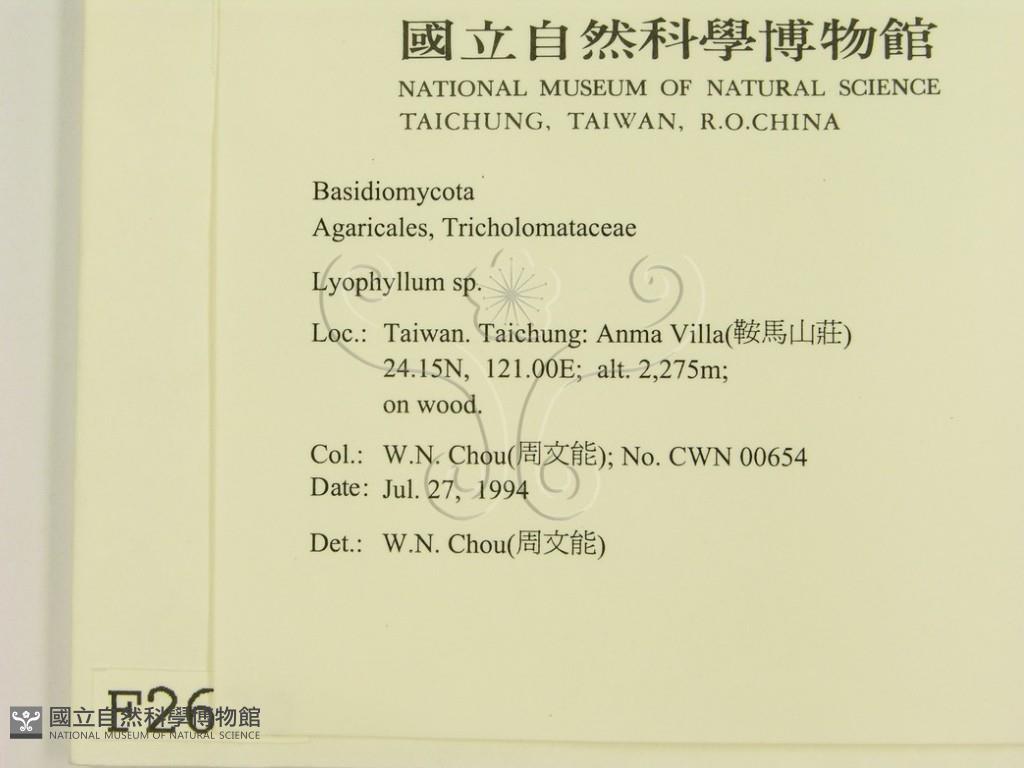 國立自然科學博物館
NATIONAL MUSEUM OF NATURAL SCIENCE
TAICHUNG, TAIWAN, R.O.CHINA
Basidiomycota
Agaricales, Tricholomataceae
Lyophyllum sp.
Loc.: Taiwan. Taichung: Anma Villa(鞍馬山莊)
24.15N, 121.00E; alt. 2,275m;
on wood.
Col.: W.N. Chou(周文能); No. CWN 00654
Date: Jul. 27, 1994
Det.: W.N. Chou(周文能)
F26
國立自然科學博物館
NATIONAL MUSEUM OF NATURAL SCIENCE